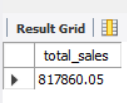 Result Grid
total_sales
817860.05